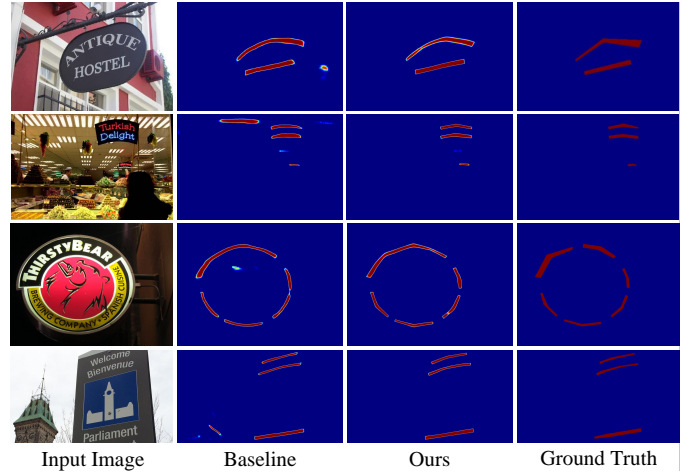 ANTIQUE
HOSTEL
Turkish
Delight
THIRSTYBEAR
BREWING COMPANY • SPANISH CUISINE
Welcome
Bienvenue
Parliament
Input Image Baseline Ours Ground Truth